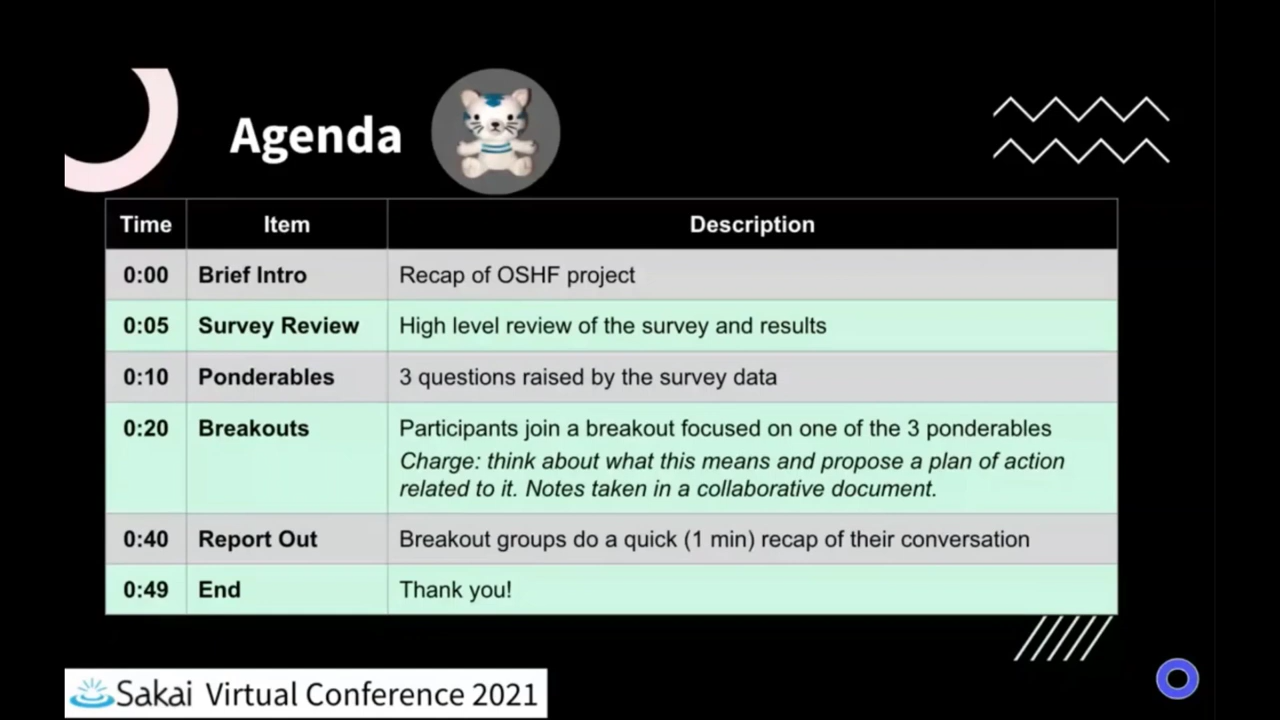 Agenda
Time Item Description
0:00 Brief Intro Recap of OSHF project
0:05 Survey Review High level review of the survey and results
0:10 Ponderables 3 questions raised by the survey data
0:20 Breakouts Participants join a breakout focused on one of the 3 ponderables
Charge: think about what this means and propose a plan of action
related to it. Notes taken in a collaborative document.
0:40 Report Out Breakout groups do a quick (1 min) recap of their conversation
0:49 End Thank you!
Sakai Virtual Conference 2021